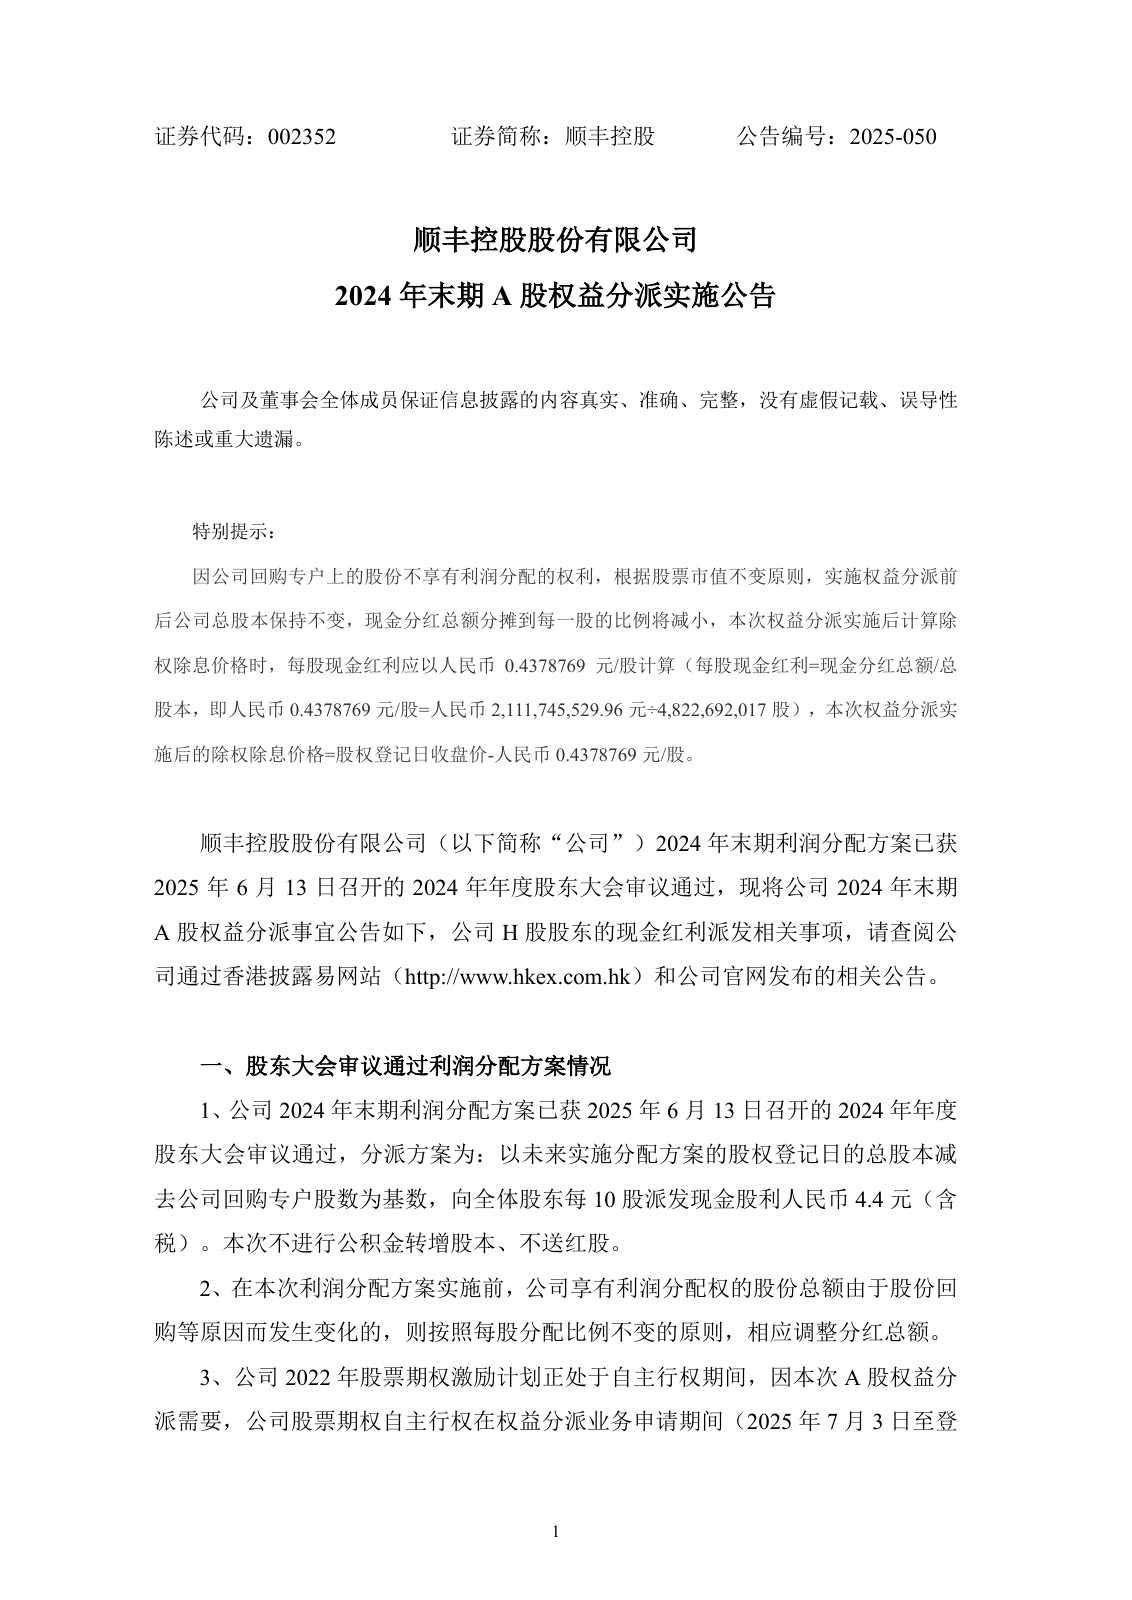 证券代码：002352 证券简称：顺丰控股 公告编号：2025-050
顺丰控股股份有限公司
2024 年末期 A 股权益分派实施公告
公司及董事会全体成员保证信息披露的内容真实、准确、完整，没有虚假记载、误导性
陈述或重大遗漏。
特别提示：
因公司回购专户上的股份不享有利润分配的权利，根据股票市值不变原则，实施权益分派前
后公司总股本保持不变，现金分红总额分摊到每一股的比例将减小，本次权益分派实施后计算除
权除息价格时，每股现金红利应以人民币 0.4378769 元/股计算（每股现金红利=现金分红总额/总
股本，即人民币 0.4378769 元/股=人民币 2,111,745,529.96 元÷4,822,692,017 股），本次权益分派实
施后的除权除息价格=股权登记日收盘价-人民币 0.4378769 元/股。
顺丰控股股份有限公司（以下简称“公司”）2024 年末期利润分配方案已获
2025 年 6 月 13 日召开的 2024 年年度股东大会审议通过，现将公司 2024 年末期
A 股权益分派事宜公告如下，公司 H 股股东的现金红利派发相关事项，请查阅公
司通过香港披露易网站（http://www.hkex.com.hk）和公司官网发布的相关公告。
一、股东大会审议通过利润分配方案情况
1、公司 2024 年末期利润分配方案已获 2025 年 6 月 13 日召开的 2024 年年度
股东大会审议通过，分派方案为：以未来实施分配方案的股权登记日的总股本减
去公司回购专户股数为基数，向全体股东每 10 股派发现金股利人民币 4.4 元（含
税）。本次不进行公积金转增股本、不送红股。
2、在本次利润分配方案实施前，公司享有利润分配权的股份总额由于股份回
购等原因而发生变化的，则按照每股分配比例不变的原则，相应调整分红总额。
3、公司 2022 年股票期权激励计划正处于自主行权期间，因本次 A 股权益分
派需要，公司股票期权自主行权在权益分派业务申请期间（2025 年 7 月 3 日至登
1